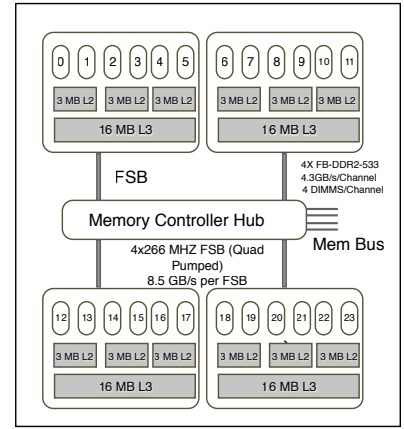 0 1 2 3 4 5
6 7 8 9 10 11
3 MB L2 3 MB L2 3 MB L2
3 MB L2 3 MB L2 3 MB L2
16 MB L3
16 MB L3
FSB
4X FB-DDR2-533
4.3GB/s/Channel
4 DIMMS/Channel
Memory Controller Hub
Mem Bus
4x266 MHZ FSB (Quad
Pumped)
8.5 GB/s per FSB
12 13 14 15 16 17
18 19 20 21 22 23
3 MB L2 3 MB L2 3 MB L2
3 MB L2 3 MB L2 3 MB L2
16 MB L3
16 MB L3